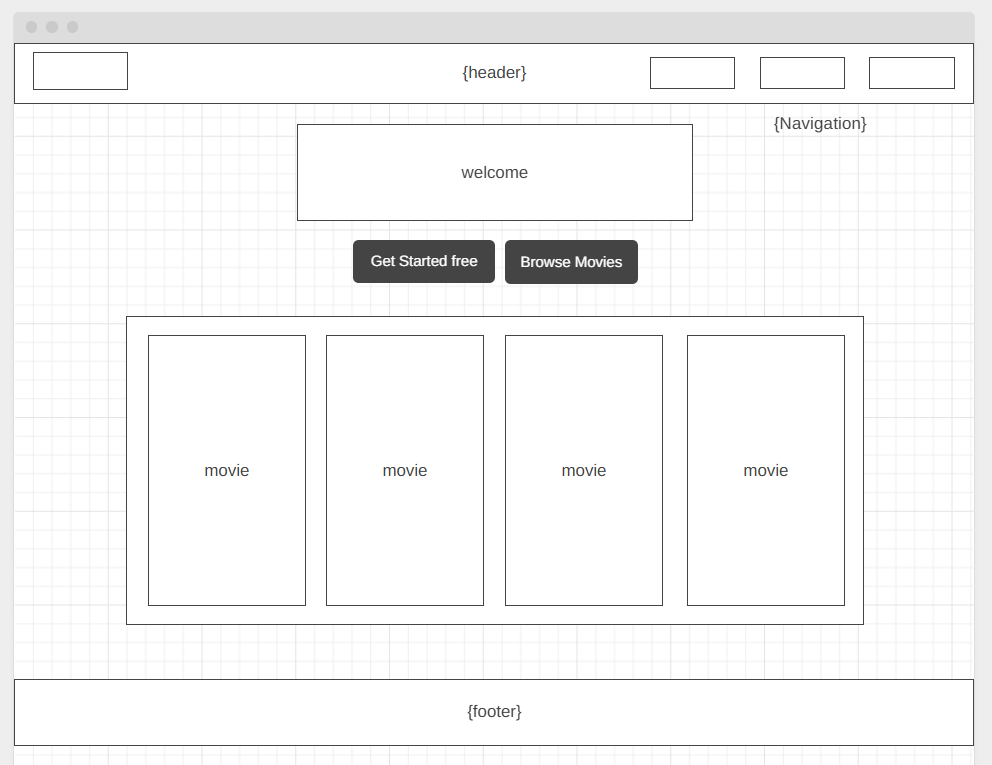 {header}
{Navigation}
welcome
Get Started free
Browse Movies
movie
movie
movie
movie
{footer}